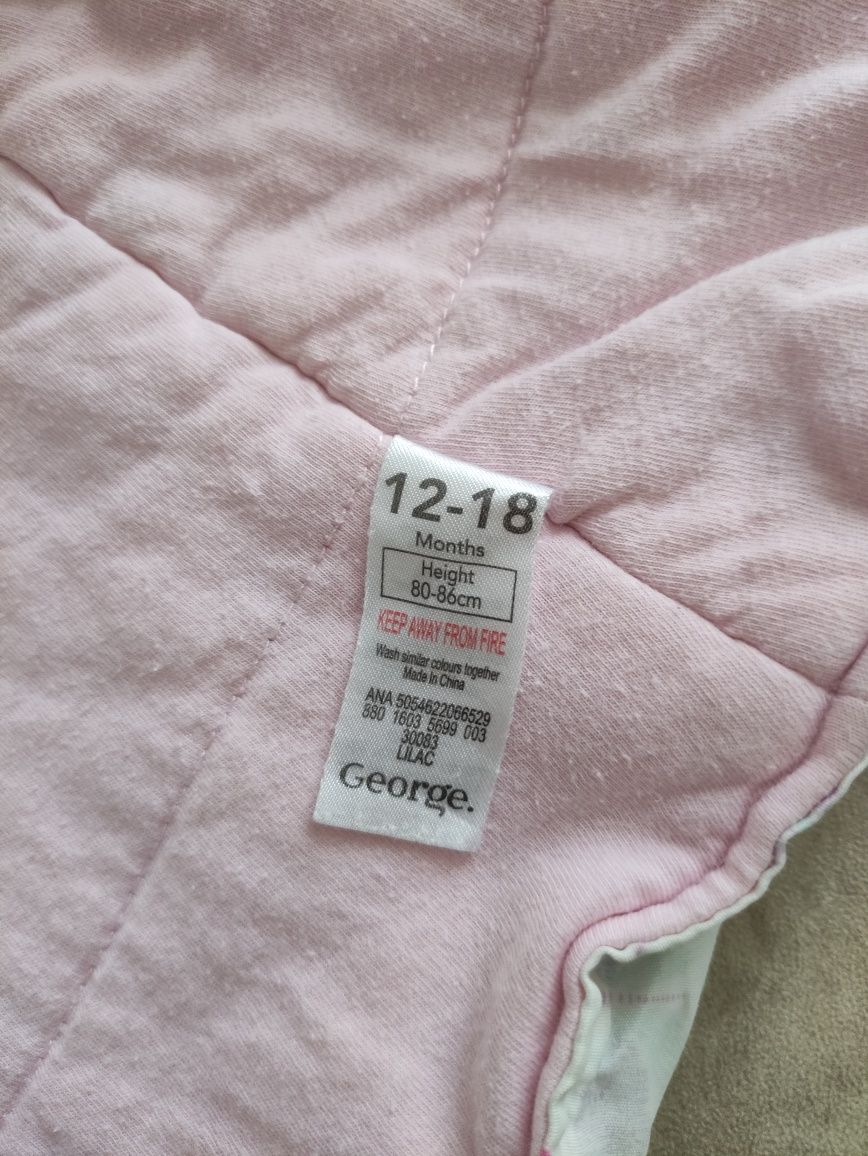 12-18
Months
Height
80-86cm
KEEP AWAY FROM FIRE
Wash similar colours together
Made In China
ANA 5054622066529
880 1603 5699 003
30083
LILAC
George.